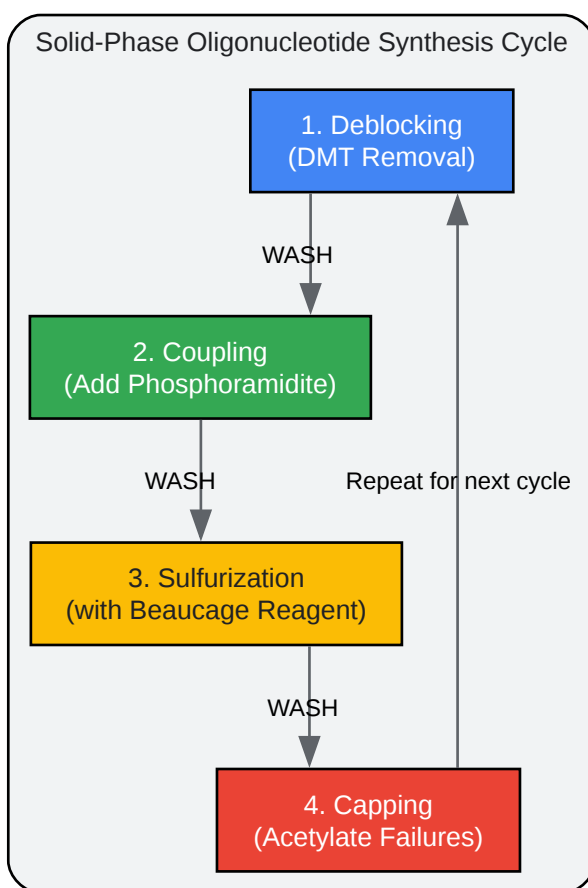 Solid-Phase Oligonucleotide Synthesis Cycle
1. Deblocking
(DMT Removal)
WASH
2. Coupling
(Add Phosphoramidite)
WASH
Repeat for next cycle
3. Sulfurization
(with Beaucage Reagent)
WASH
4. Capping
(Acetylate Failures)